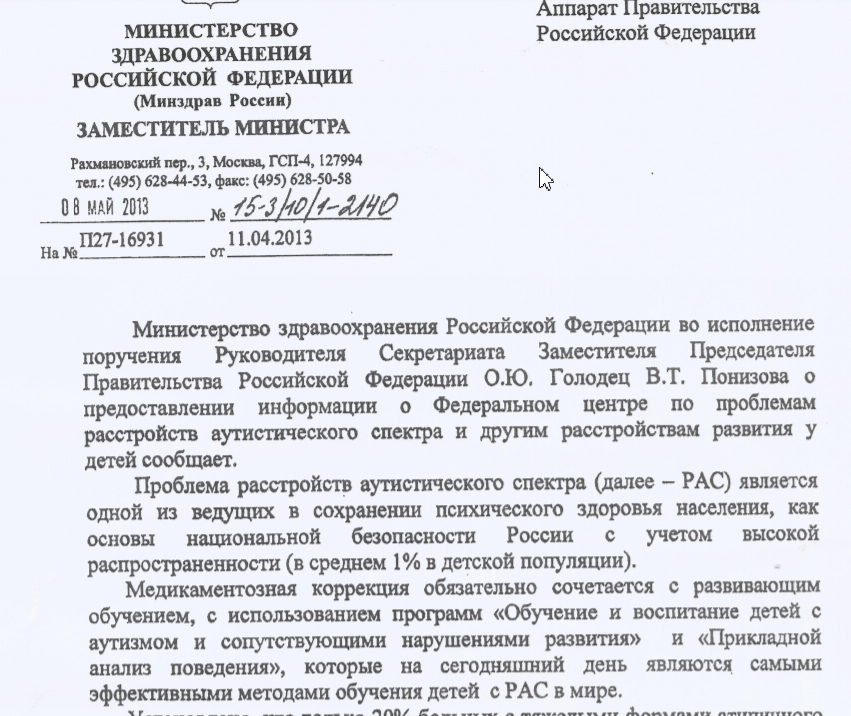 Аппарат Правительства
Российской Федерации
МИНИСТЕРСТВО
ЗДРАВООХРАНЕНИЯ
РОССИЙСКОЙ ФЕДЕРАЦИИ
(Минздрав России)
ЗАМЕСТИТЕЛЬ МИНИСТРА
Рахмановский пер., 3, Москва, ГСП-4, 127994
тел.: (495) 628-44-53, факс: (495) 628-50-58
08 МАЙ 2013 № 15-3/10/1-2140
На № П27-16931 от 11.04.2013
Министерство здравоохранения Российской Федерации во исполнение
поручения Руководителя Секретариата Заместителя Председателя
Правительства Российской Федерации О.Ю. Голодец В.Т. Понизова о
предоставлении информации о Федеральном центре по проблемам
расстройств аутистического спектра и другим расстройствам развития у
детей сообщает.
Проблема расстройств аутистического спектра (далее – РАС) является
одной из ведущих в сохранении психического здоровья населения, как
основы национальной безопасности России с учетом высокой
распространенности (в среднем 1% в детской популяции).
Медикаментозная коррекция обязательно сочетается с развивающим
обучением, с использованием программ «Обучение и воспитание детей с
аутизмом и сопутствующими нарушениями развития» и «Прикладной
анализ поведения», которые на сегодняшний день являются самыми
эффективными методами обучения детей с РАС в мире.
что только 20% больных с тяжелыми формами атипичного